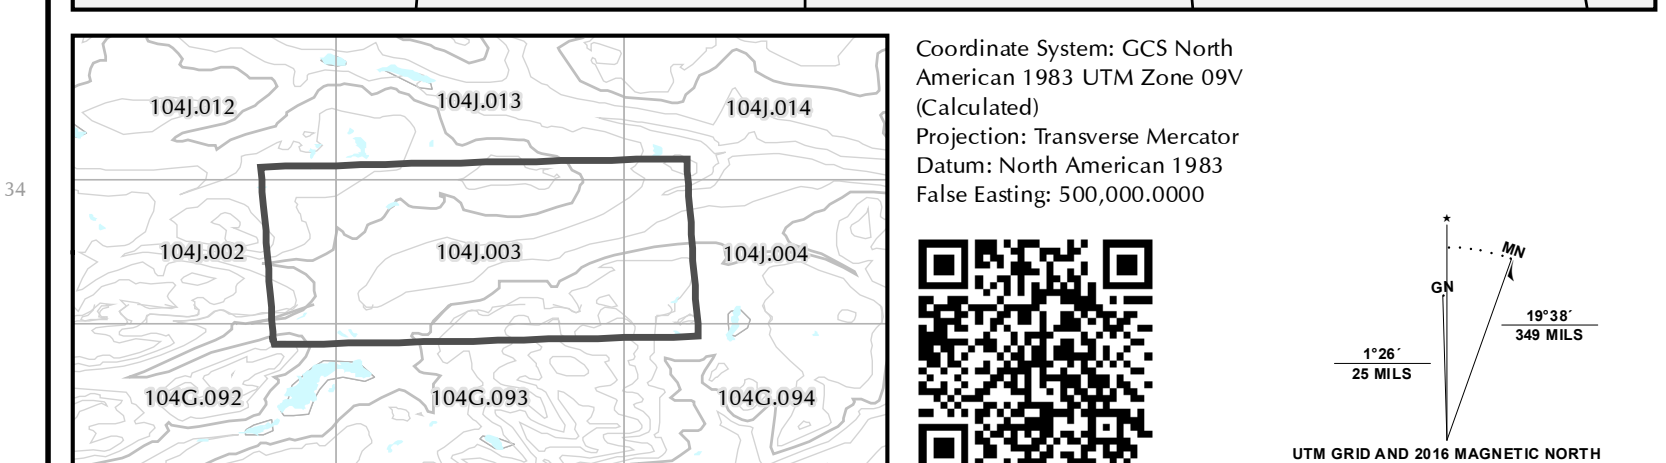 34
104J.012
104J.013
104J.014
104J.002
104J.003
104J.004
104G.092
104G.093
104G.094
Coordinate System: GCS North
American 1983 UTM Zone 09V
(Calculated)
Projection: Transverse Mercator
Datum: North American 1983
False Easting: 500,000.0000
MN
GN
19°38´
349 MILS
1°26´
25 MILS
UTM GRID AND 2016 MAGNETIC NORTH